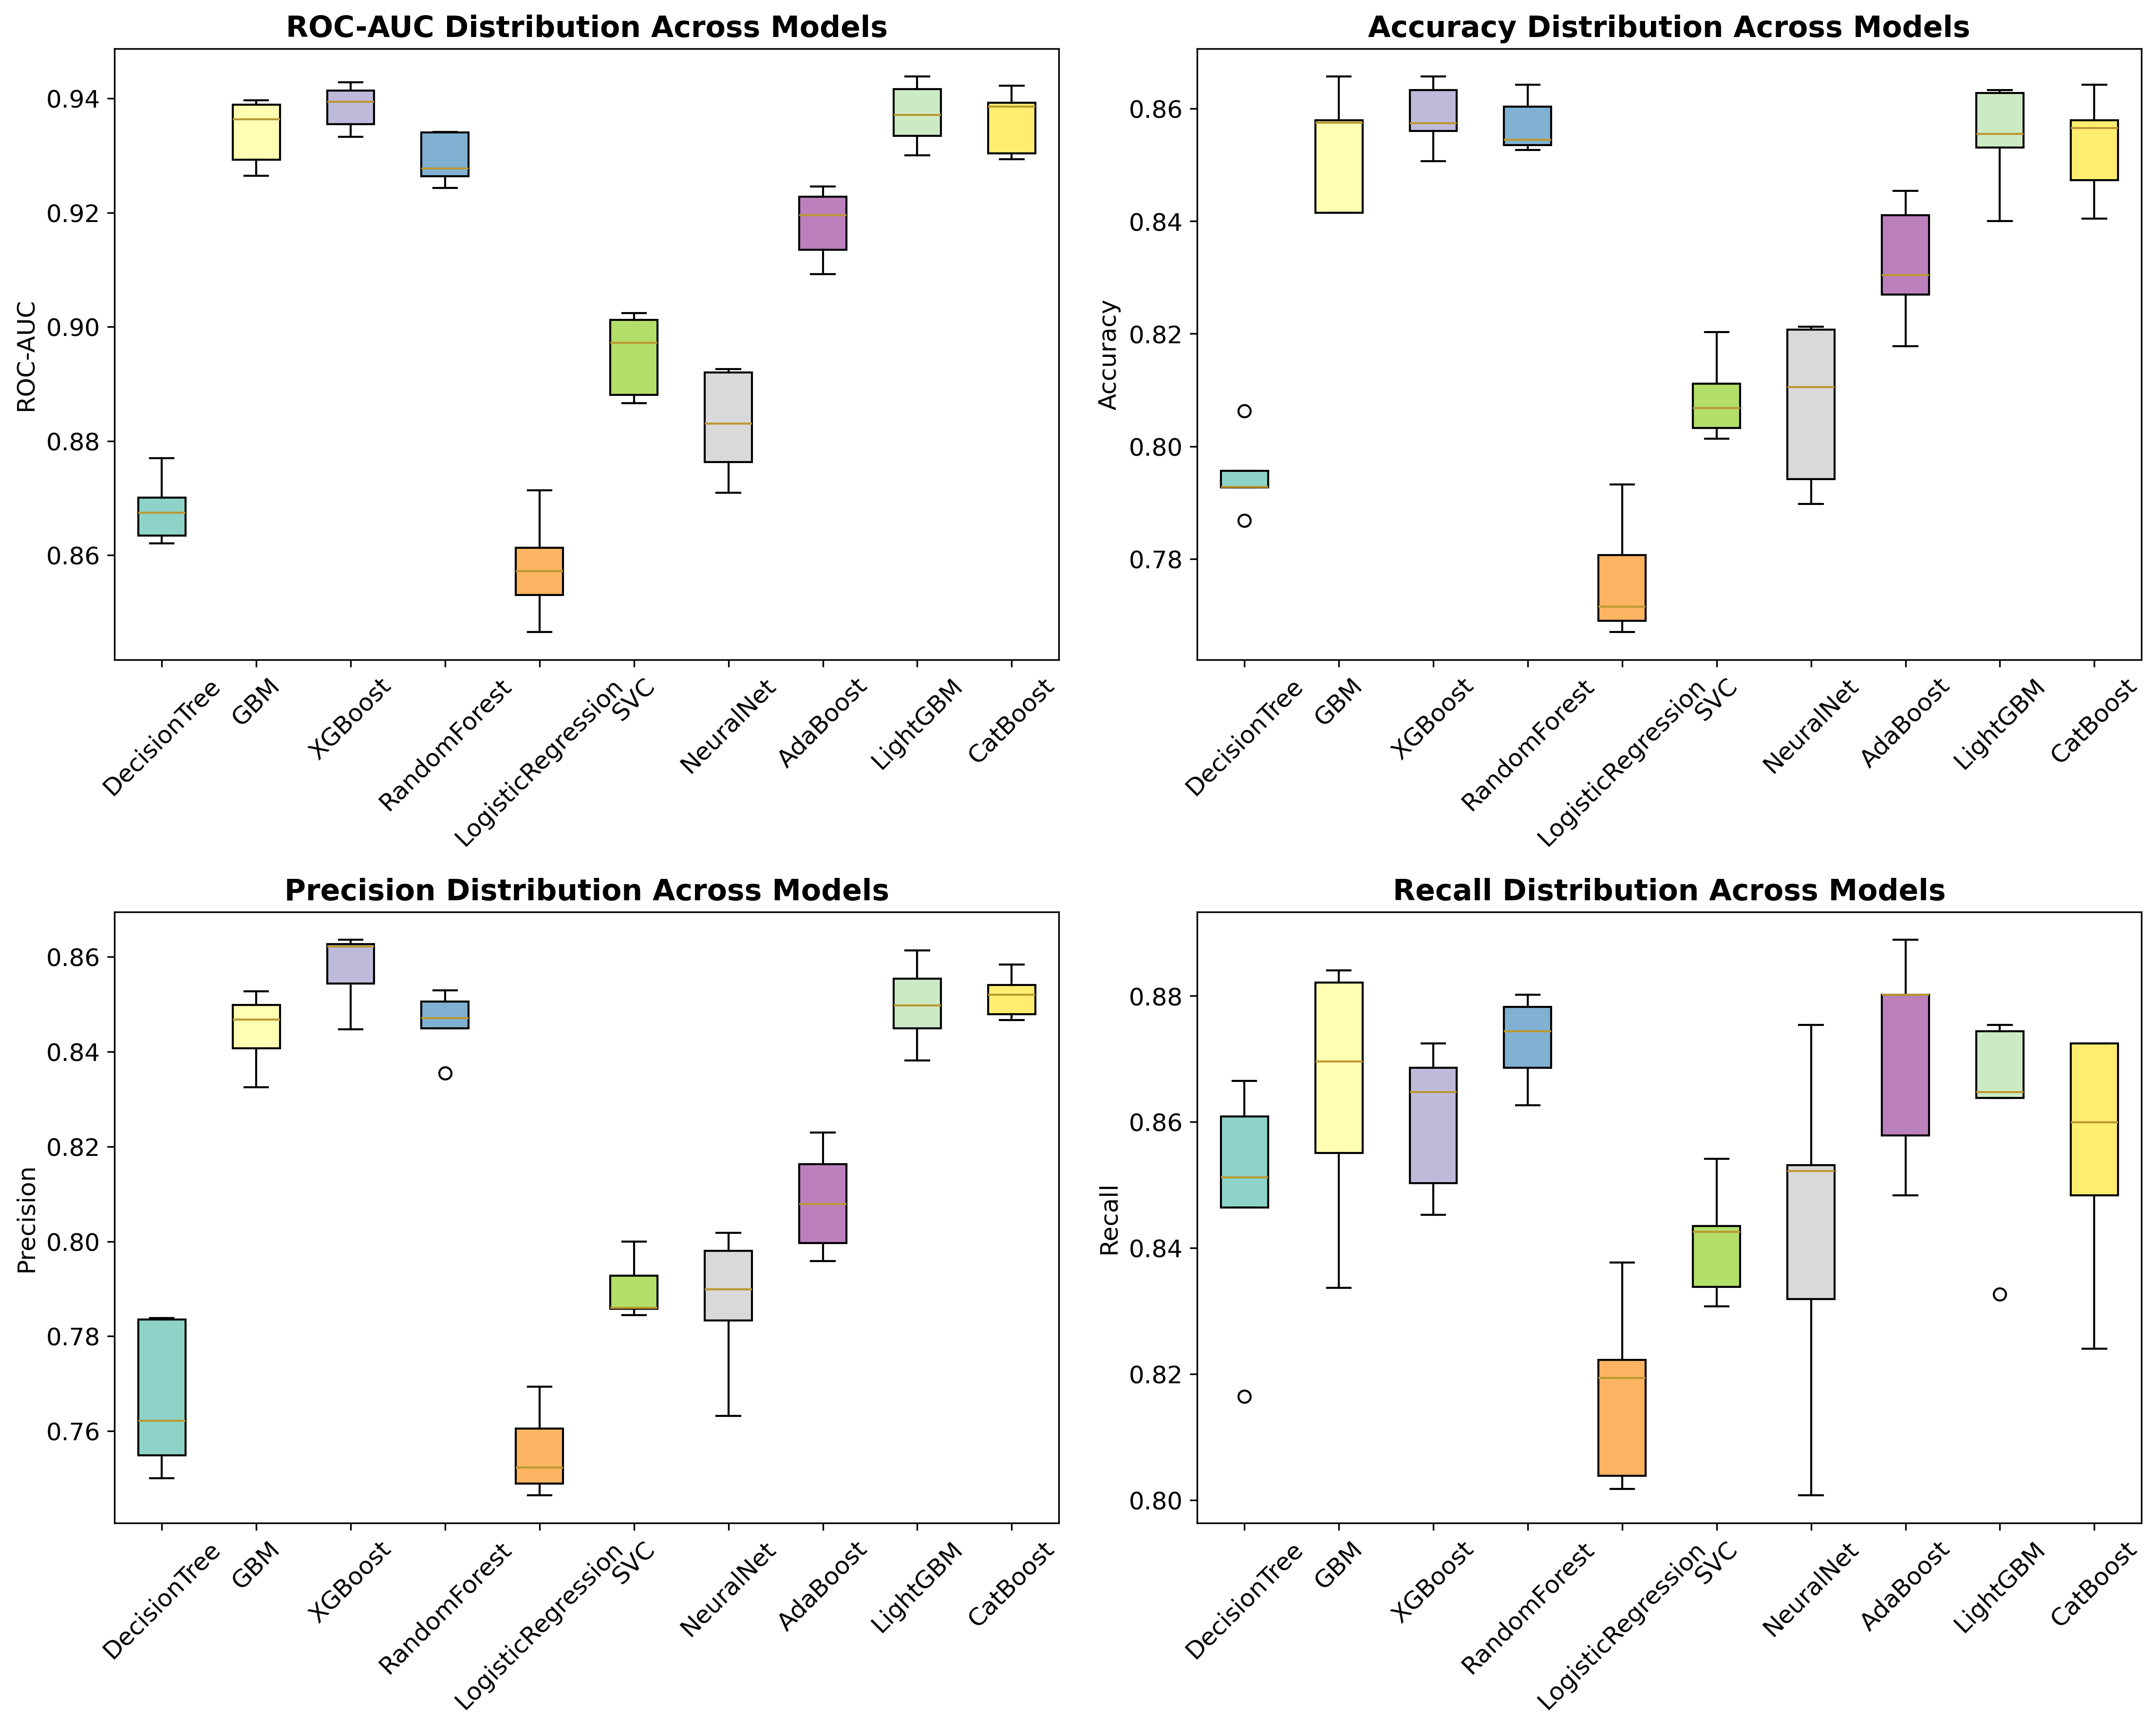 ROC-AUC Distribution Across Models
ROC-AUC
0.94
0.92
0.90
0.88
0.86
DecisionTree
GBM
XGBoost
RandomForest
LogisticRegression
SVC
NeuralNet
AdaBoost
LightGBM
CatBoost
Accuracy Distribution Across Models
Accuracy
0.86
0.84
0.82
0.80
0.78
DecisionTree
GBM
XGBoost
RandomForest
LogisticRegression
SVC
NeuralNet
AdaBoost
LightGBM
CatBoost
Precision Distribution Across Models
Precision
0.86
0.84
0.82
0.80
0.78
0.76
DecisionTree
GBM
XGBoost
RandomForest
LogisticRegression
SVC
NeuralNet
AdaBoost
LightGBM
CatBoost
Recall Distribution Across Models
Recall
0.88
0.86
0.84
0.82
0.80
DecisionTree
GBM
XGBoost
RandomForest
LogisticRegression
SVC
NeuralNet
AdaBoost
LightGBM
CatBoost